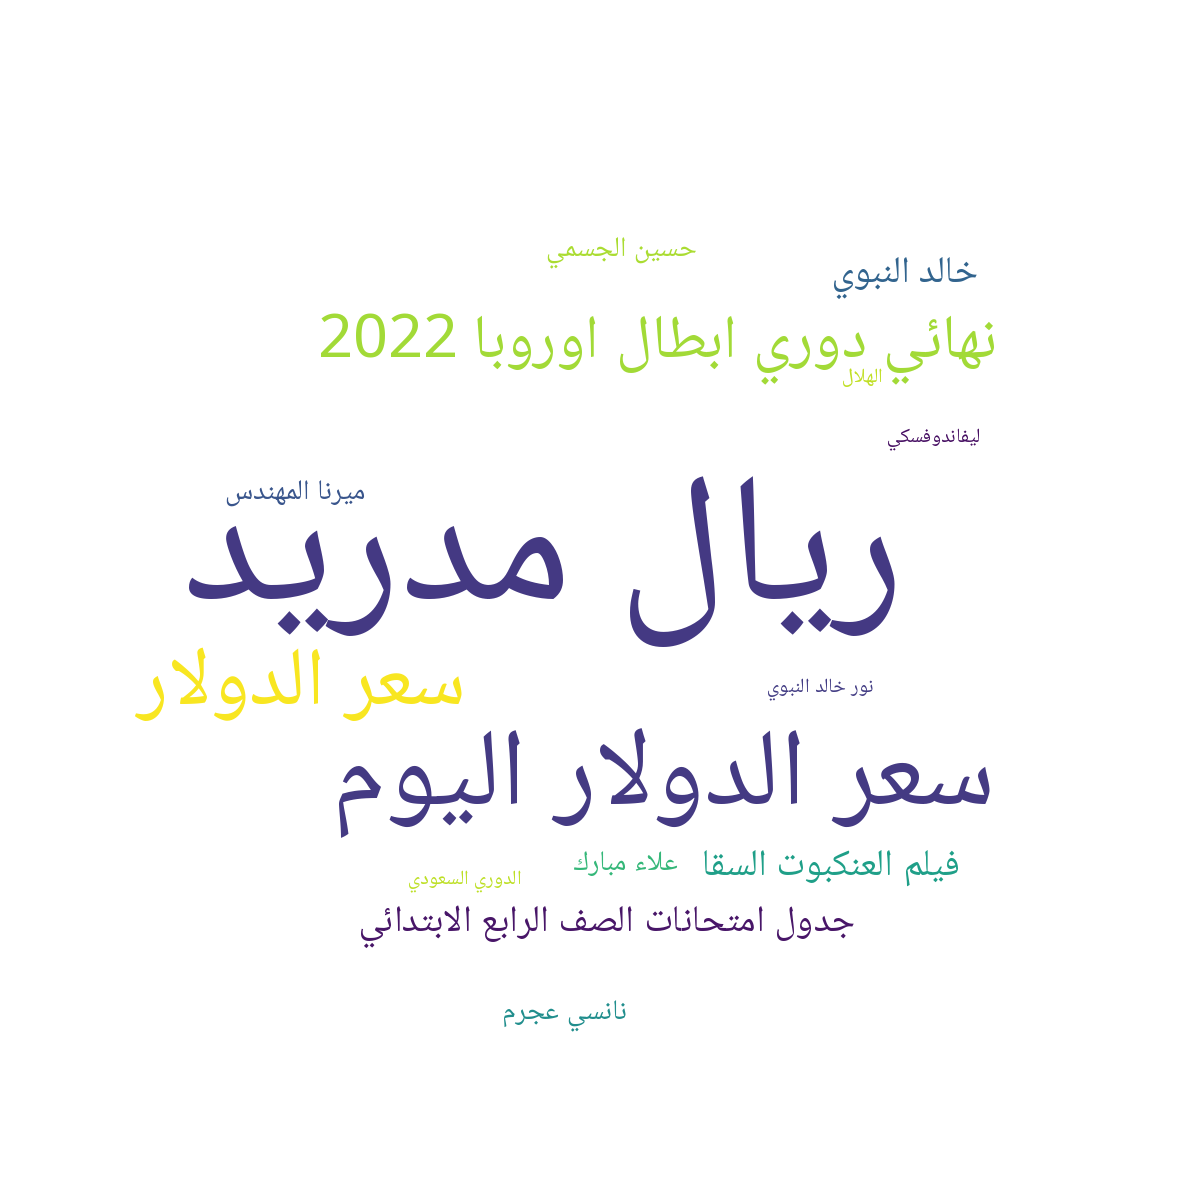 حسين الجسمي
خالد النبوي
نهائي دوري ابطال اوروبا 2022
الهلال
ليفاندوفسكي
ميرنا المهندس
ريال مدريد
سعر الدولار
نور خالد النبوي
سعر الدولار اليوم
فيلم العنكبوت السقا
علاء مبارك
الدوري السعودي
جدول امتحانات الصف الرابع الابتدائي
نانسي عجرم